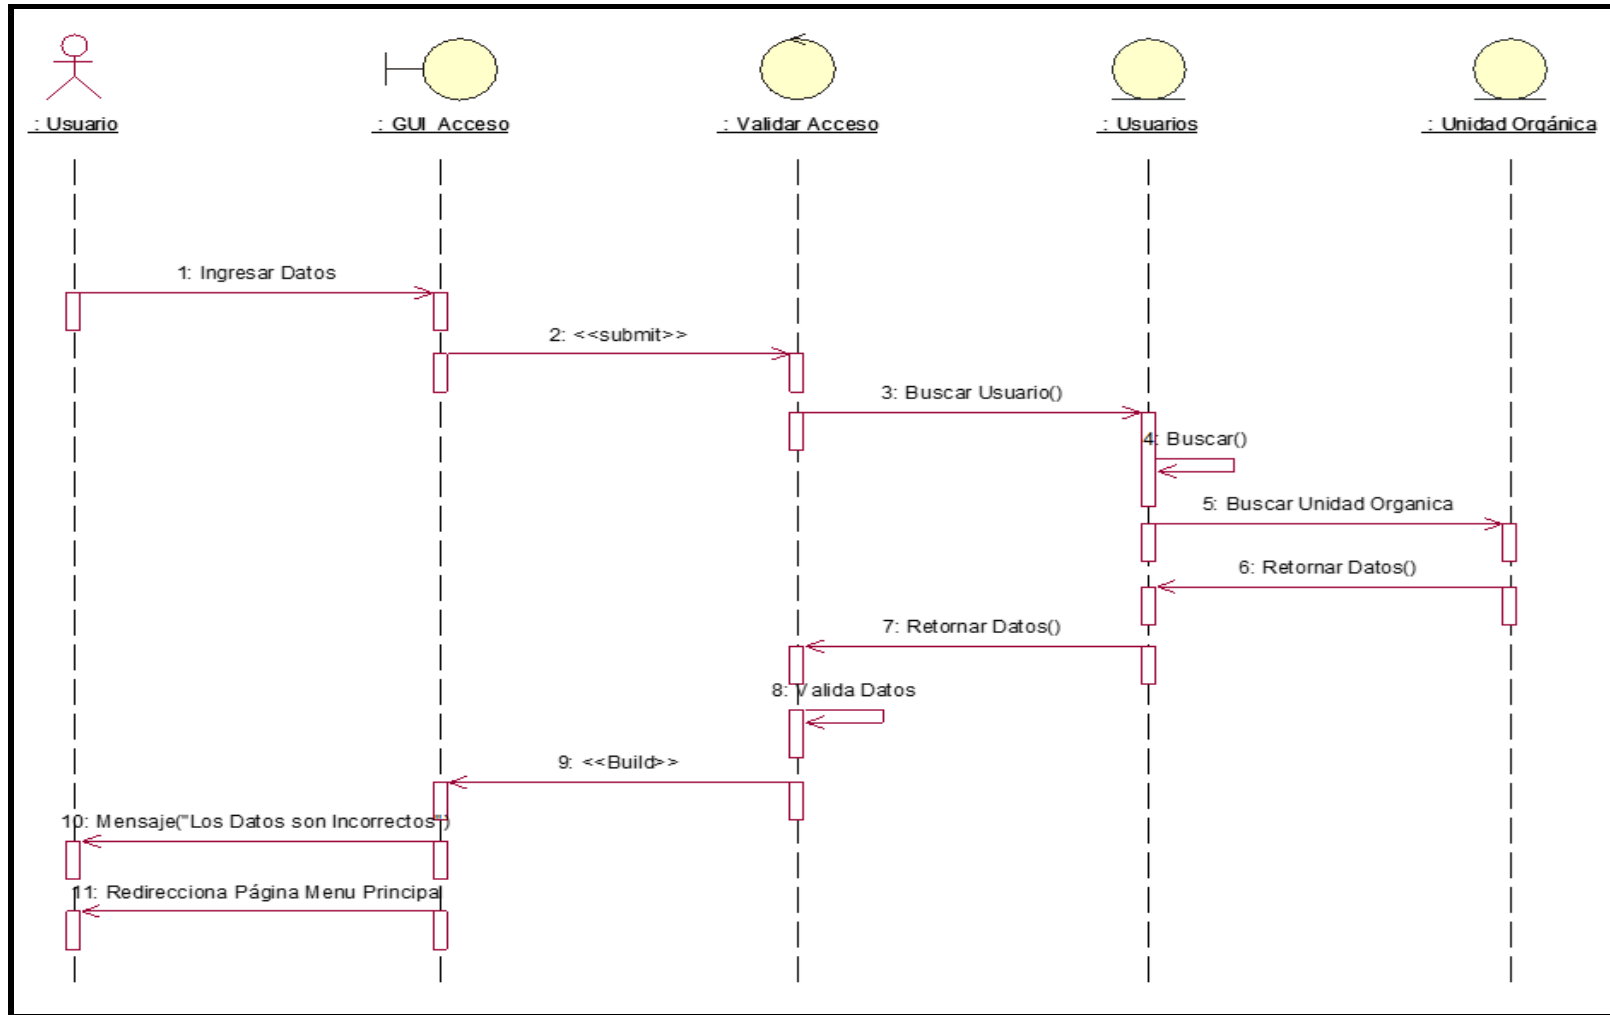 : Usuario
: GUI_Acceso
: Validar Acceso
: Usuarios
: Unidad Orgánica
1: Ingresar Datos
2: <<submit>>
3: Buscar Usuario()
4: Buscar()
5: Buscar Unidad Organica
6: Retornar Datos()
7: Retornar Datos()
8: Valida Datos
9: <<Build>>
10: Mensaje("Los Datos son Incorrectos")
11: Redirecciona Página Menu Principal